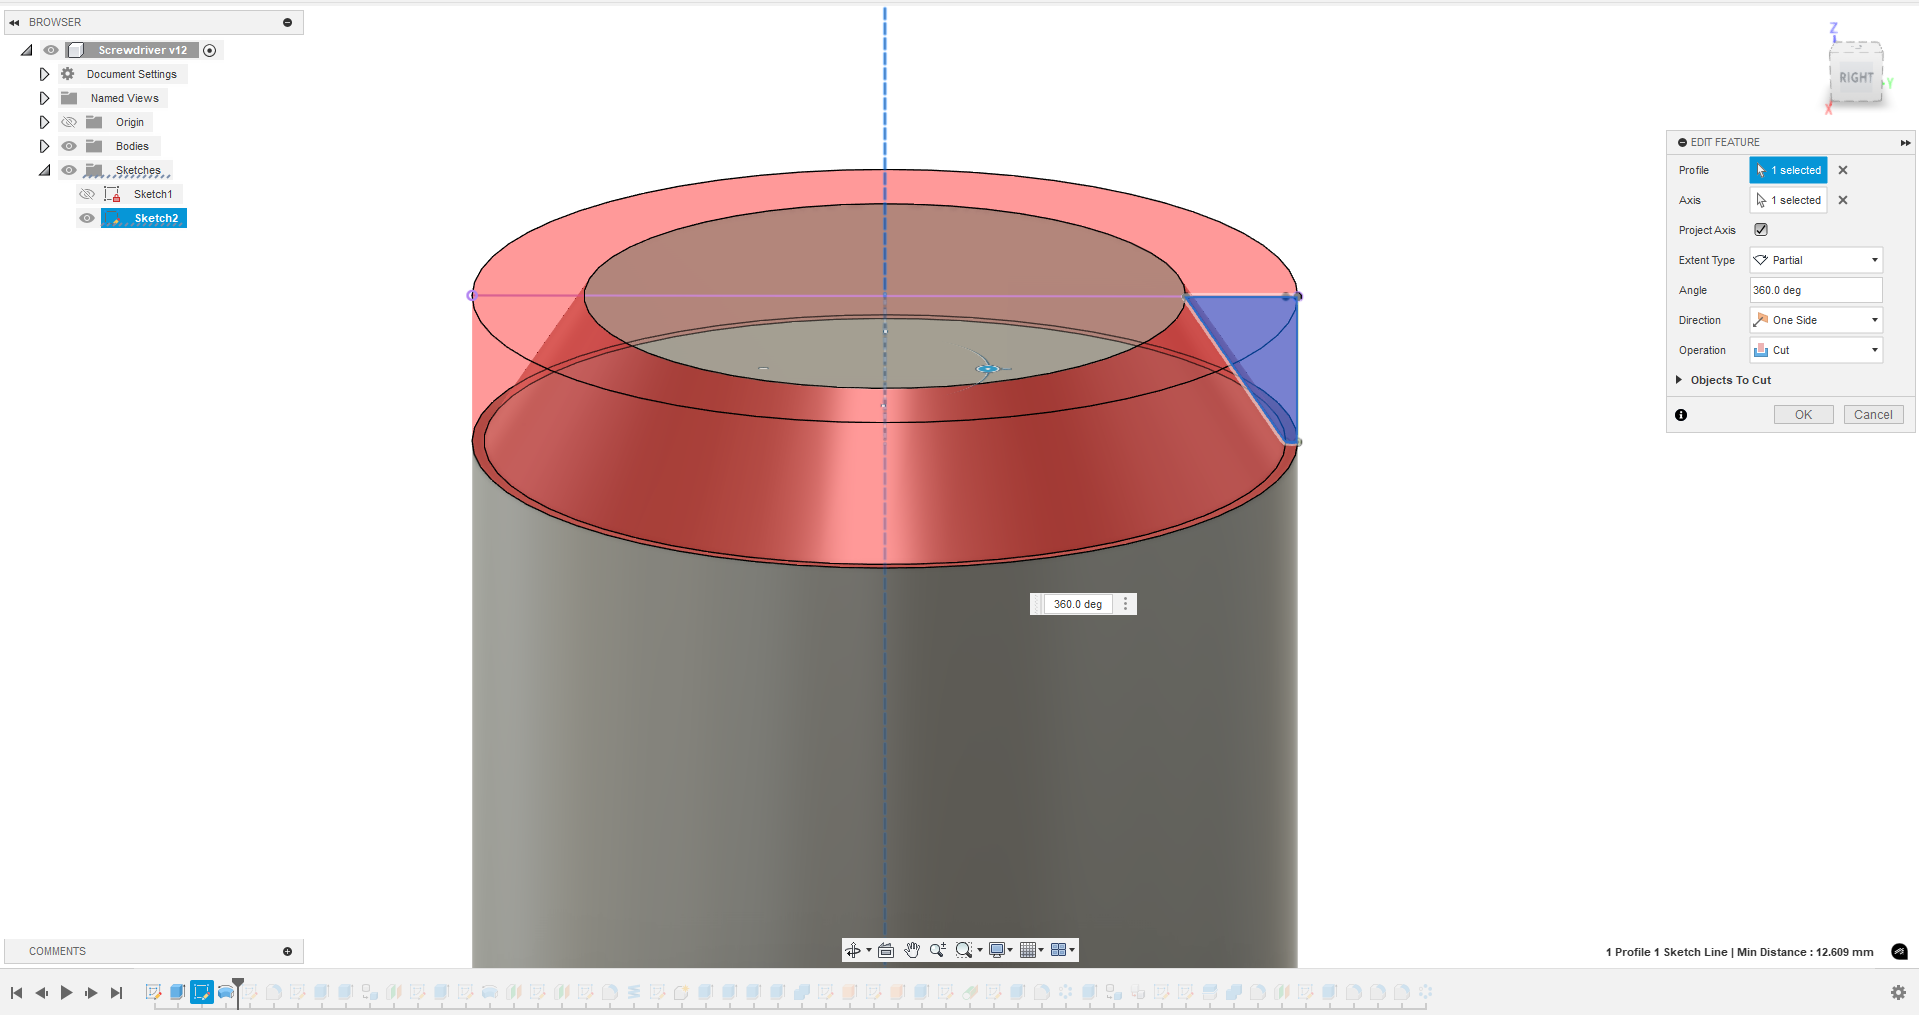 BROWSER
Screwdriver v12
Document Settings
Named Views
Origin
Bodies
Sketches
Sketch1
Sketch2
Z
RIGHT
Y
X
EDIT FEATURE
Profile 1 selected
Axis 1 selected
Project Axis
Extent Type Partial
Angle 360.0 deg
Direction One Side
Operation Cut
Objects To Cut
OK Cancel
360.0 deg
COMMENTS
1 Profile 1 Sketch Line | Min Distance : 12.609 mm